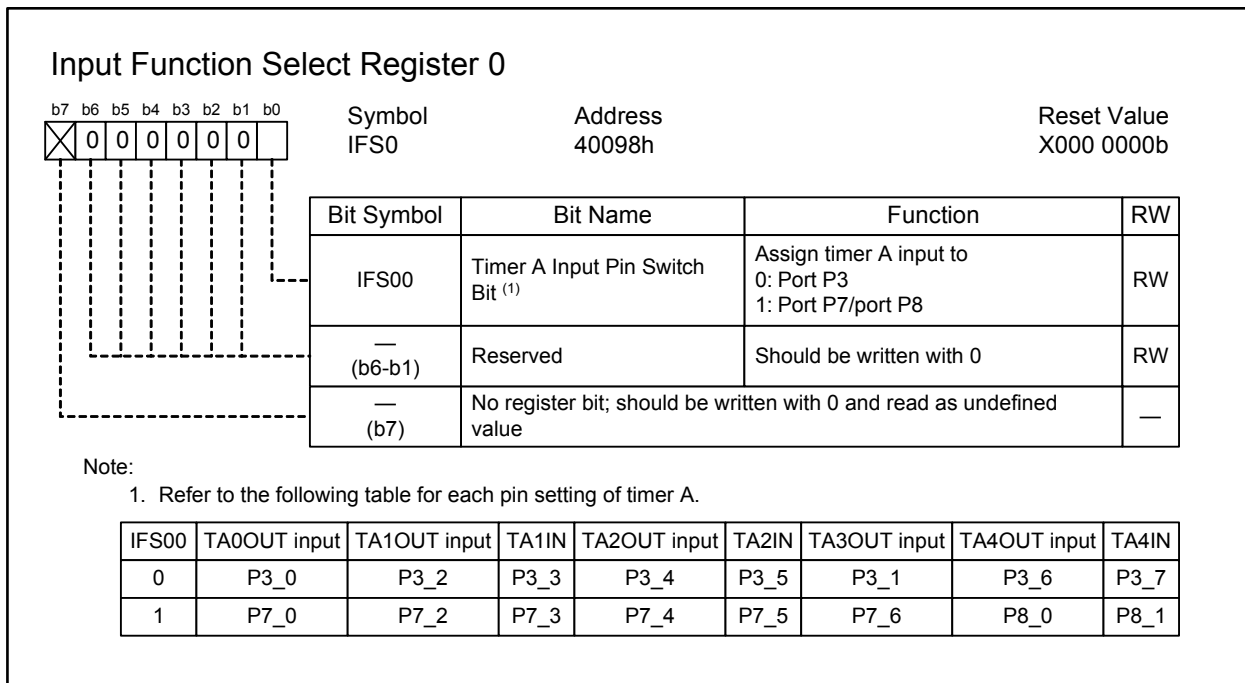 Input Function Select Register 0
b7 b6 b5 b4 b3 b2 b1 b0
0 0 0 0 0 0
Symbol Address Reset Value
IFS0 40098h X000 0000b
Bit Symbol Bit Name Function RW
IFS00 Timer A Input Pin Switch Bit (1) Assign timer A input to
0: Port P3
1: Port P7/port P8 RW
—
(b6-b1) Reserved Should be written with 0 RW
—
(b7) No register bit; should be written with 0 and read as undefined
value —
Note:
1. Refer to the following table for each pin setting of timer A.
IFS00 TA0OUT input TA1OUT input TA1IN TA2OUT input TA2IN TA3OUT input TA4OUT input TA4IN
0 P3_0 P3_2 P3_3 P3_4 P3_5 P3_1 P3_6 P3_7
1 P7_0 P7_2 P7_3 P7_4 P7_5 P7_6 P8_0 P8_1